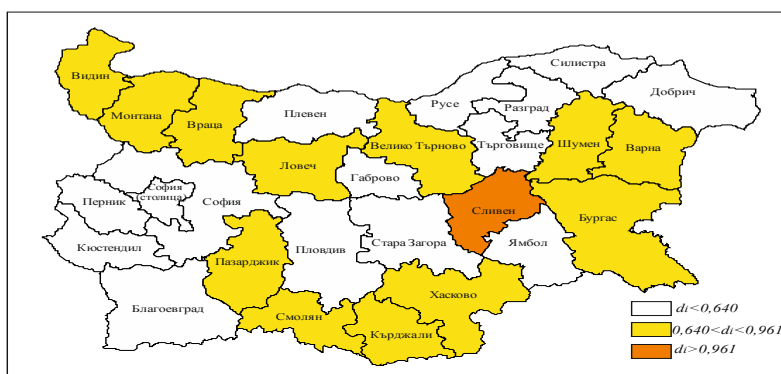 Силистра
Видин
Русе
Добрич
Разград
Монтана
Плевен
Враца
Велико Търново
Търговище
Шумен
Варна
Ловеч
Габрово
София
столица)
София
Перник
Сливен
Бургас
Кюстендил
Пловдив
Стара Загора
Ямбол
Пазарджик
Хасково
Благоевград
Смолян
Кърджали
di<0,640
0,640<di<0,961
di>0,961